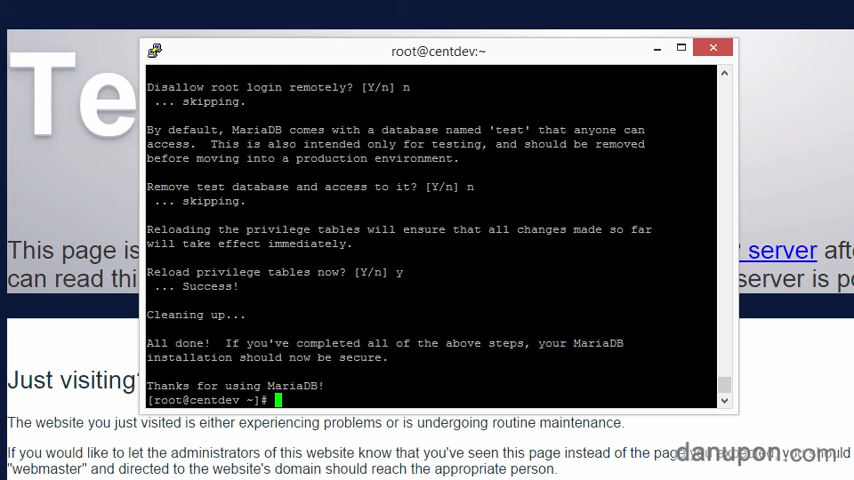 Te
root@centdev:~
Disallow root login remotely? [Y/n] n
... skipping.
By default, MariaDB comes with a database named 'test' that anyone can
access.  This is also intended only for testing, and should be removed
before moving into a production environment.
Remove test database and access to it? [Y/n] n
... skipping.
Reloading the privilege tables will ensure that all changes made so far
will take effect immediately.
Reload privilege tables now? [Y/n] y
... Success!
Cleaning up...
All done!  If you've completed all of the above steps, your MariaDB
installation should now be secure.
Thanks for using MariaDB!
[root@centdev ~]#
This page is server afte
can read thi server is po
Just visiting?
The website you just visited is either experiencing problems or is undergoing routine maintenance.
If you would like to let the administrators of this website know that you've seen this page instead of the page you expected, you should
"webmaster" and directed to the website's domain should reach the appropriate person.
danupon.com